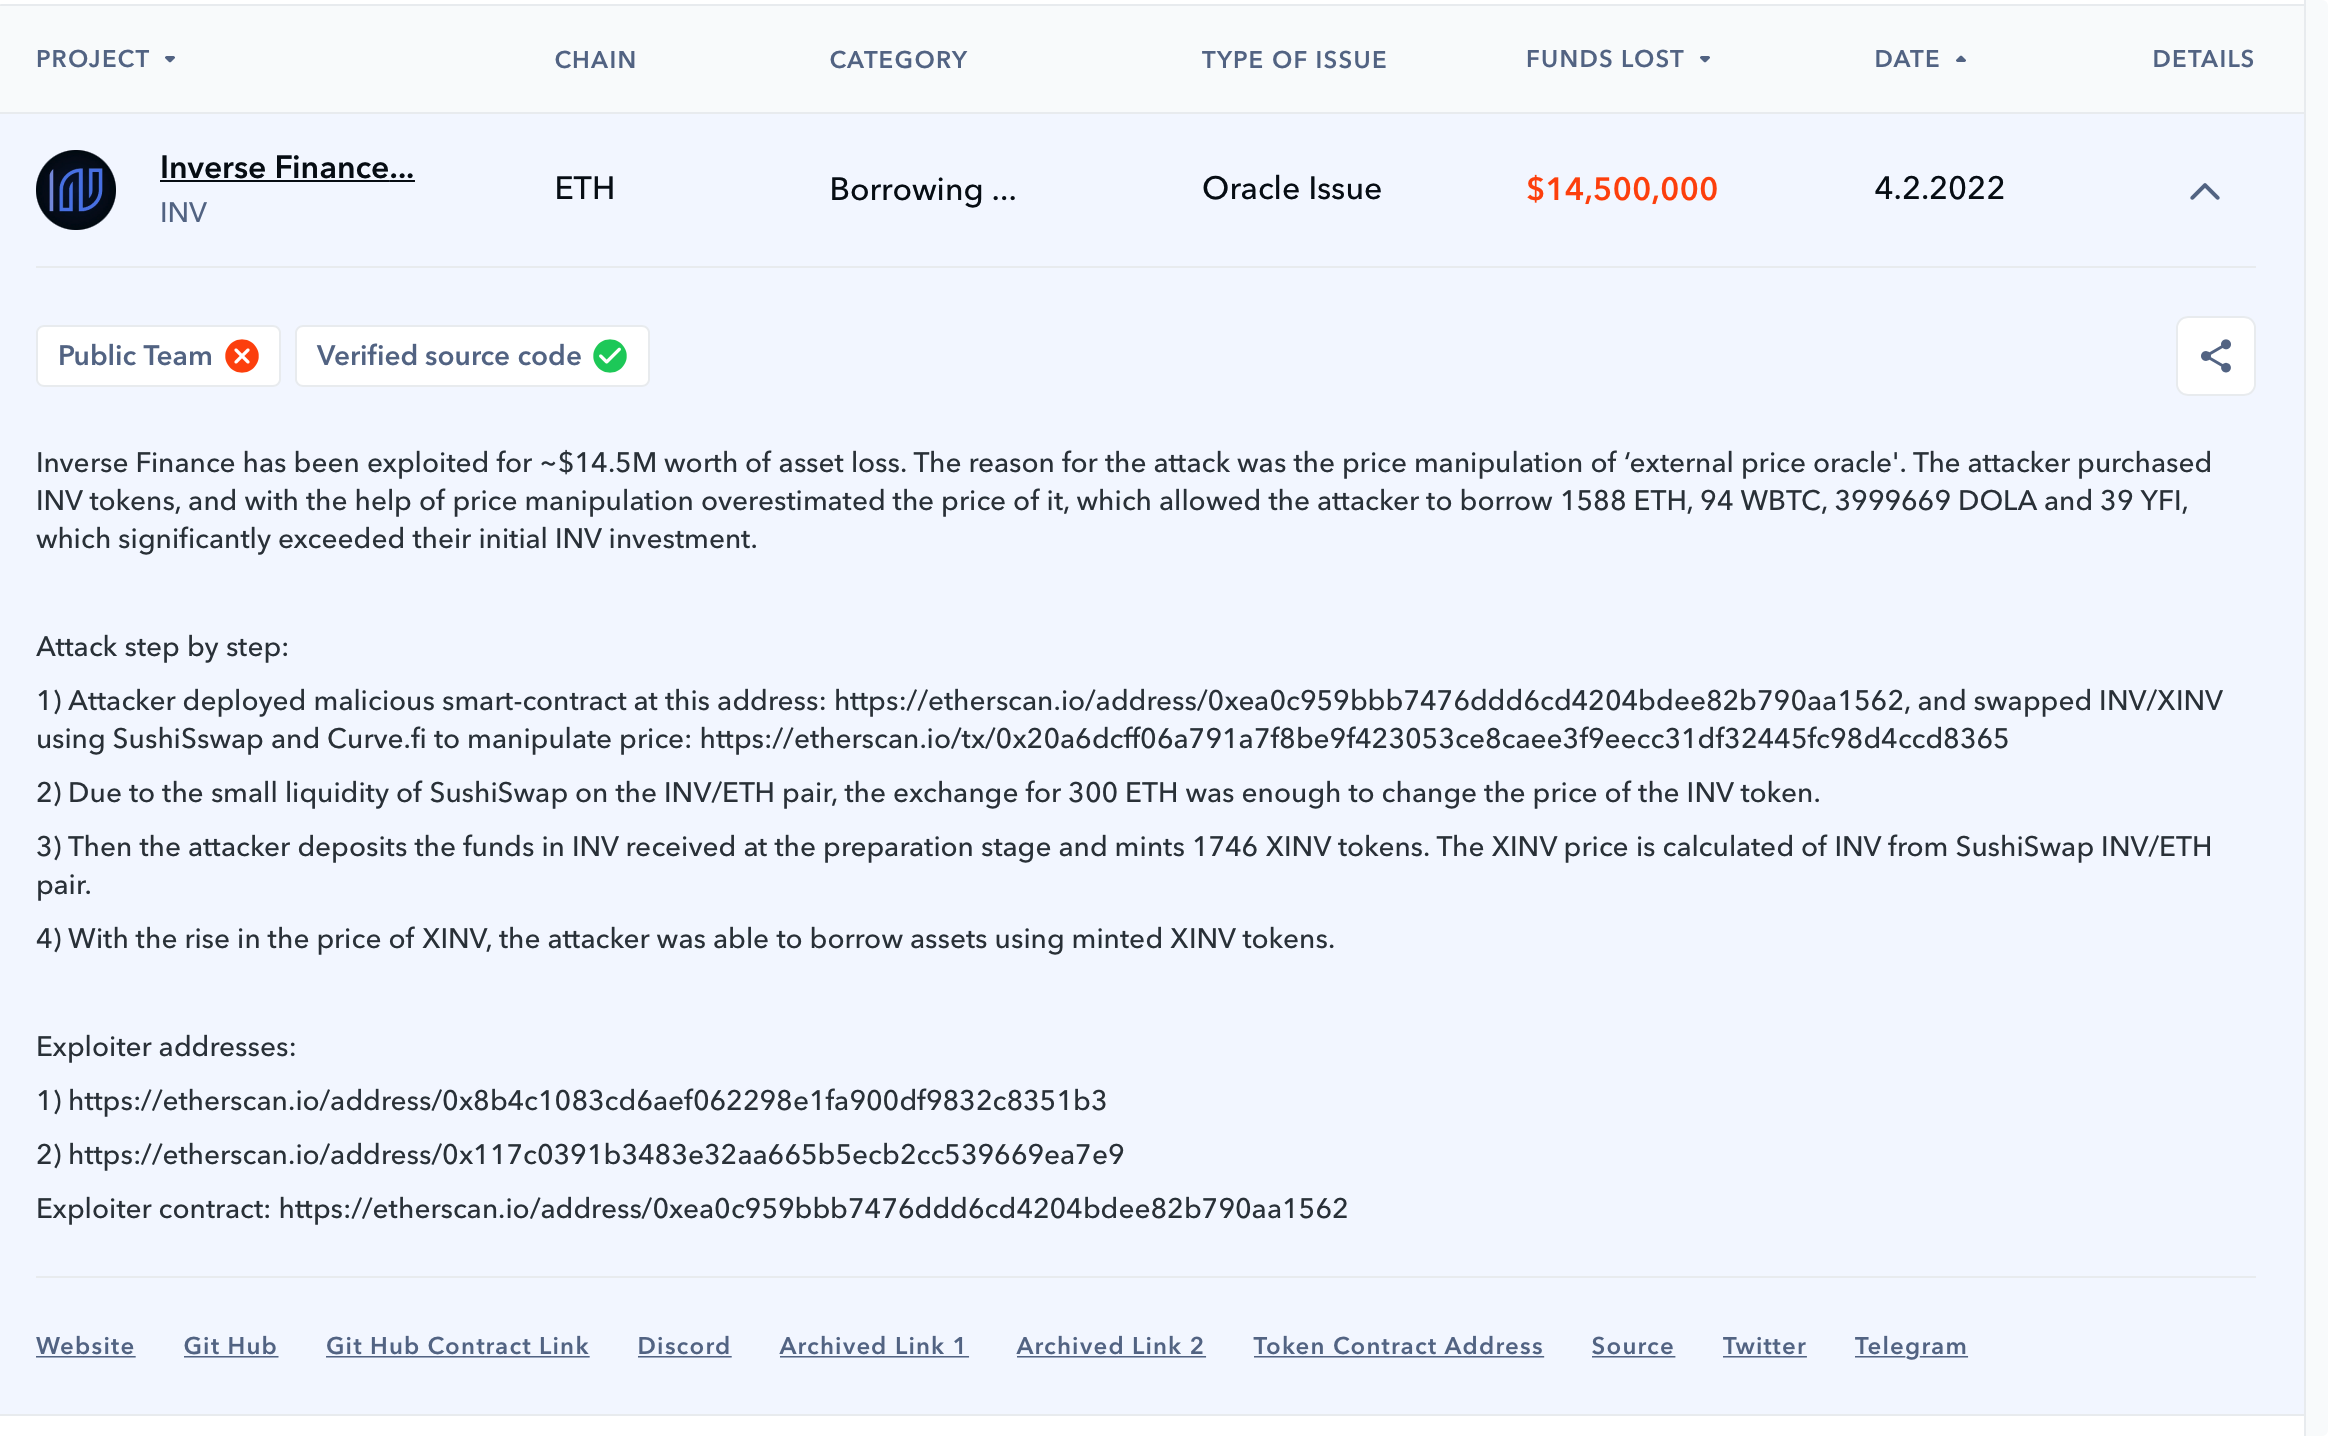 PROJECT CHAIN CATEGORY TYPE OF ISSUE FUNDS LOST DATE DETAILS
Inverse Finance...
INV
ETH Borrowing ... Oracle Issue $14,500,000 4.2.2022
Public Team Verified source code
Inverse Finance has been exploited for ~$14.5M worth of asset loss. The reason for the attack was the price manipulation of ‘external price oracle'. The attacker purchased
INV tokens, and with the help of price manipulation overestimated the price of it, which allowed the attacker to borrow 1588 ETH, 94 WBTC, 3999669 DOLA and 39 YFI,
which significantly exceeded their initial INV investment.
Attack step by step:
1) Attacker deployed malicious smart-contract at this address: https://etherscan.io/address/0xea0c959bbb7476ddd6cd4204bdee82b790aa1562, and swapped INV/XINV
using SushiSswap and Curve.fi to manipulate price: https://etherscan.io/tx/0x20a6dcff06a791a7f8be9f423053ce8caee3f9eecc31df32445fc98d4ccd8365
2) Due to the small liquidity of SushiSwap on the INV/ETH pair, the exchange for 300 ETH was enough to change the price of the INV token.
3) Then the attacker deposits the funds in INV received at the preparation stage and mints 1746 XINV tokens. The XINV price is calculated of INV from SushiSwap INV/ETH
pair.
4) With the rise in the price of XINV, the attacker was able to borrow assets using minted XINV tokens.
Exploiter addresses:
1) https://etherscan.io/address/0x8b4c1083cd6aef062298e1fa900df9832c8351b3
2) https://etherscan.io/address/0x117c0391b3483e32aa665b5ecb2cc539669ea7e9
Exploiter contract: https://etherscan.io/address/0xea0c959bbb7476ddd6cd4204bdee82b790aa1562
Website Git Hub Git Hub Contract Link Discord Archived Link 1 Archived Link 2 Token Contract Address Source Twitter Telegram